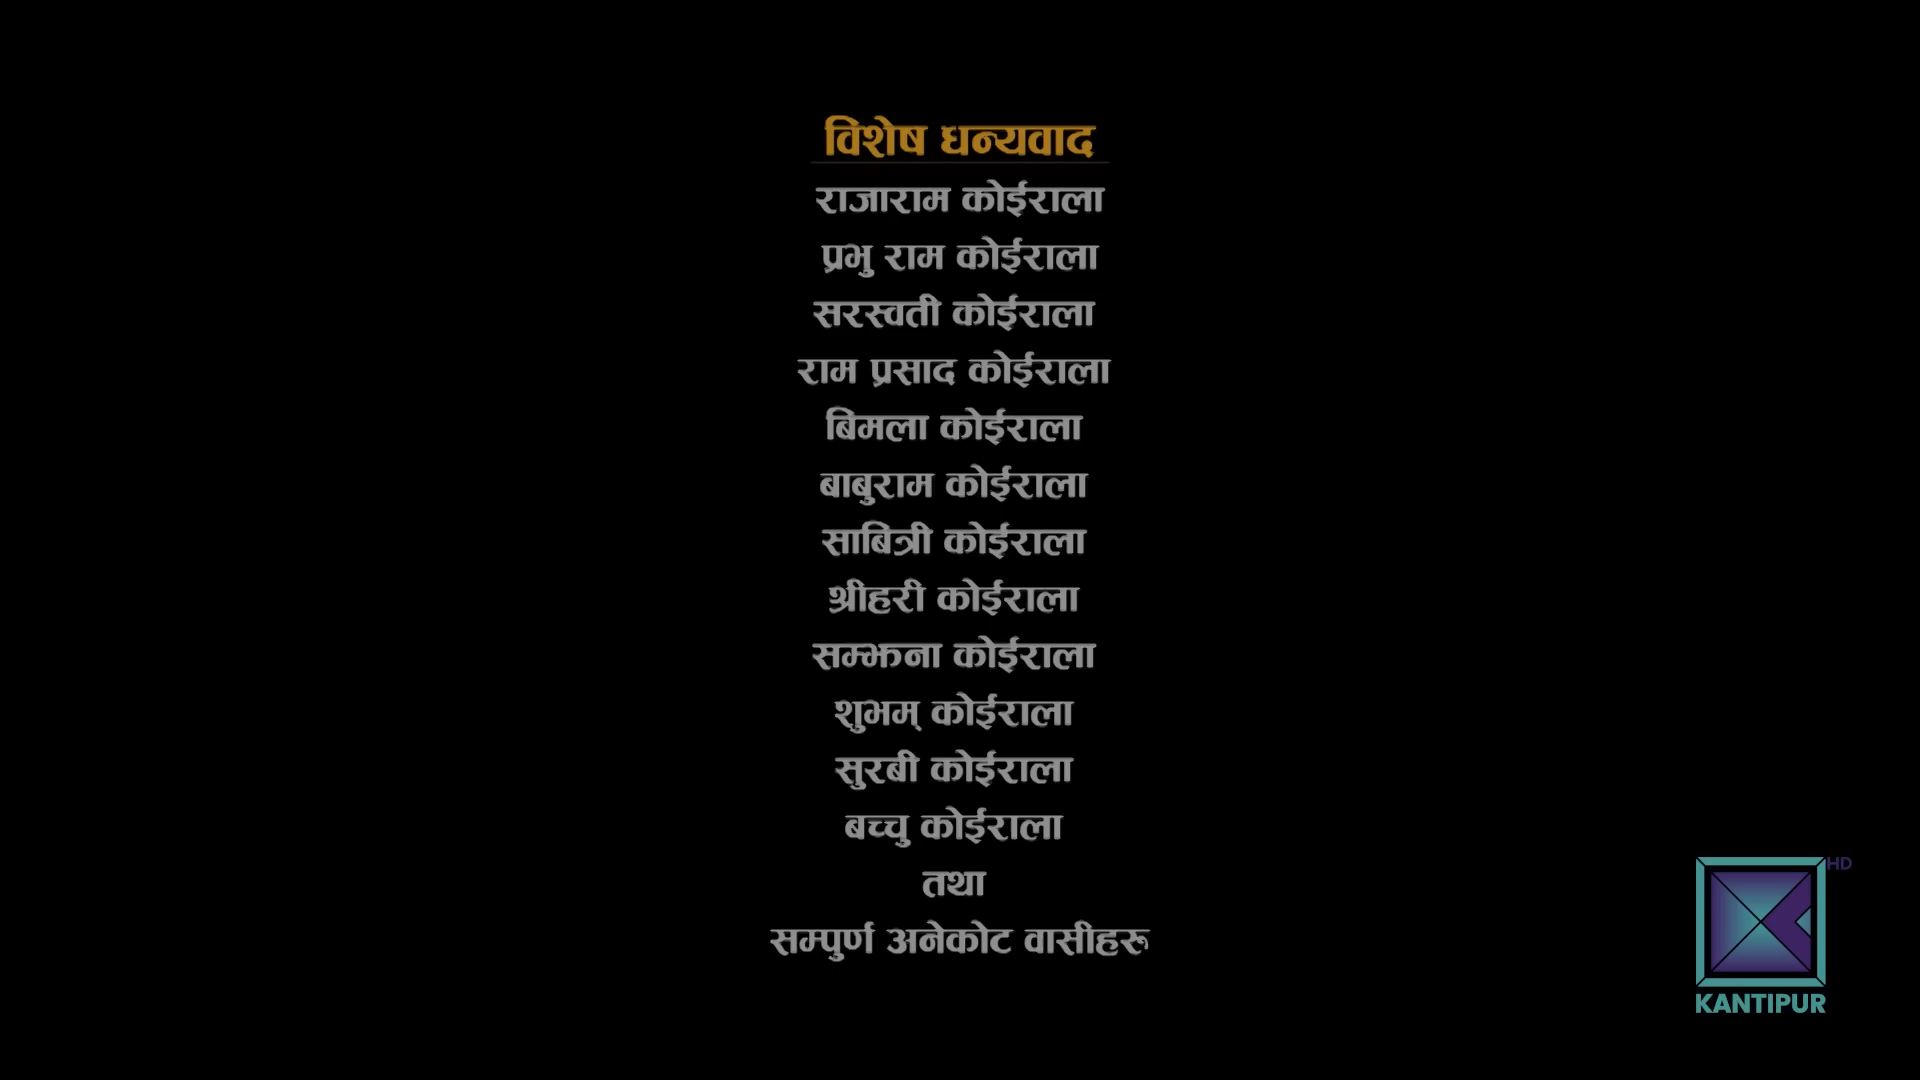 विशेष धन्यवाद
राजाराम कोईराला
प्रभु राम कोईराला
सरस्वती कोईराला
राम प्रसाद कोईराला
बिमला कोईराला
बाबुराम कोईराला
साबित्री कोईराला
श्रीहरी कोईराला
सम्झना कोईराला
शुभम् कोईराला
सुरबी कोईराला
बच्चु कोईराला
तथा
सम्पुर्ण अनेकोट वासीहरू
HD
KANTIPUR